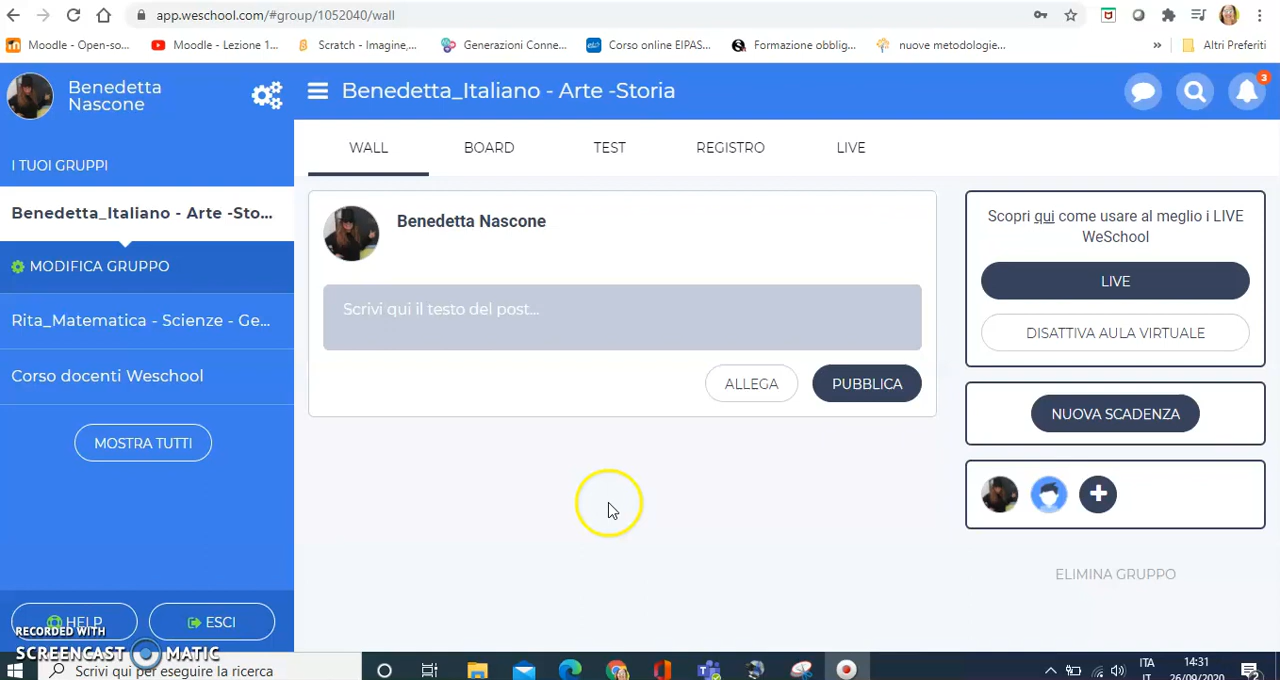 app.weschool.com/#group/1052040/wall
Moodle - Open-so...
Moodle - Lezione 1...
Scratch - Imagine,...
Generazioni Conne...
Corso online EIPAS...
Formazione obblig...
nuove metodologie...
»
Altri Preferiti
Benedetta
Nascone
Benedetta_Italiano - Arte -Storia
3
I TUOI GRUPPI
WALL
BOARD
TEST
REGISTRO
LIVE
Benedetta_Italiano - Arte -Sto...
MODIFICA GRUPPO
Rita_Matematica - Scienze - Ge...
Corso docenti Weschool
MOSTRA TUTTI
Benedetta Nascone
Scrivi qui il testo del post...
ALLEGA
PUBBLICA
Scopri qui come usare al meglio i LIVE
WeSchool
LIVE
DISATTIVA AULA VIRTUALE
NUOVA SCADENZA
ELIMINA GRUPPO
HELP
ESCI
RECORDED WITH
SCREENCAST MATIC
Scrivi qui per eseguire la ricerca
ITA
IT
14:31
26/09/2020
2